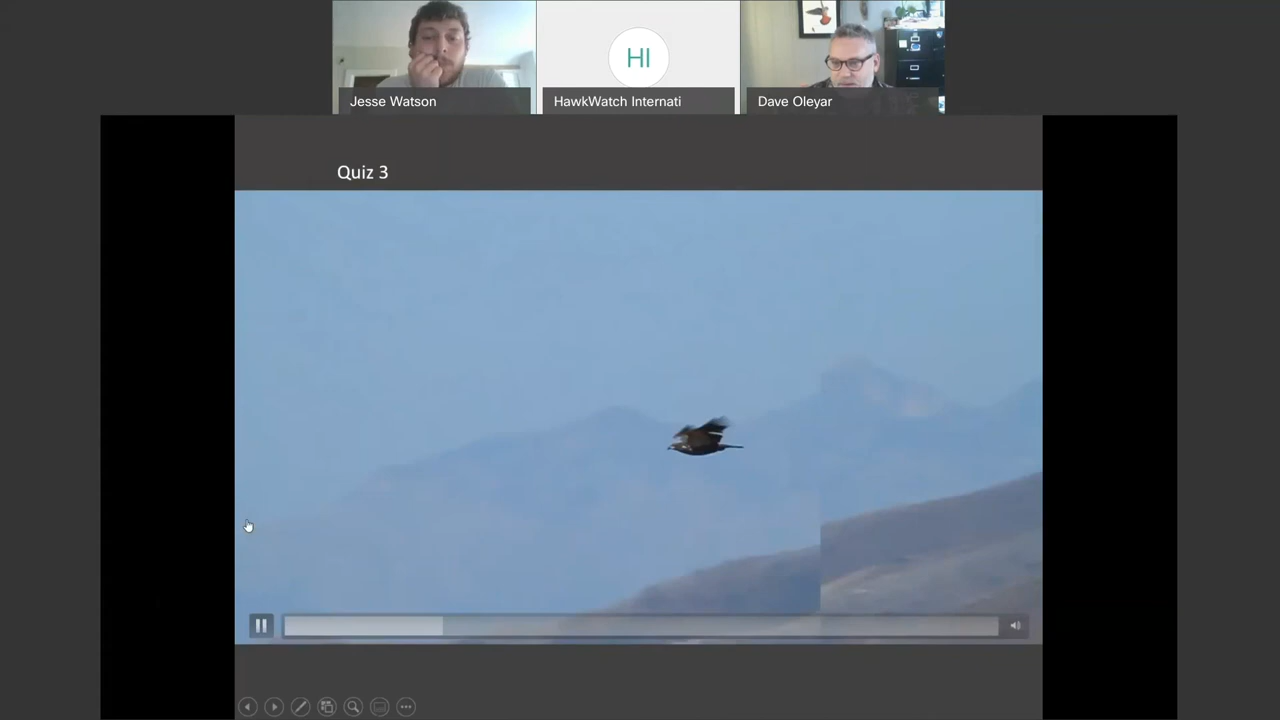 Jesse Watson
HI
HawkWatch Internati
Dave Oleyar
Quiz 3